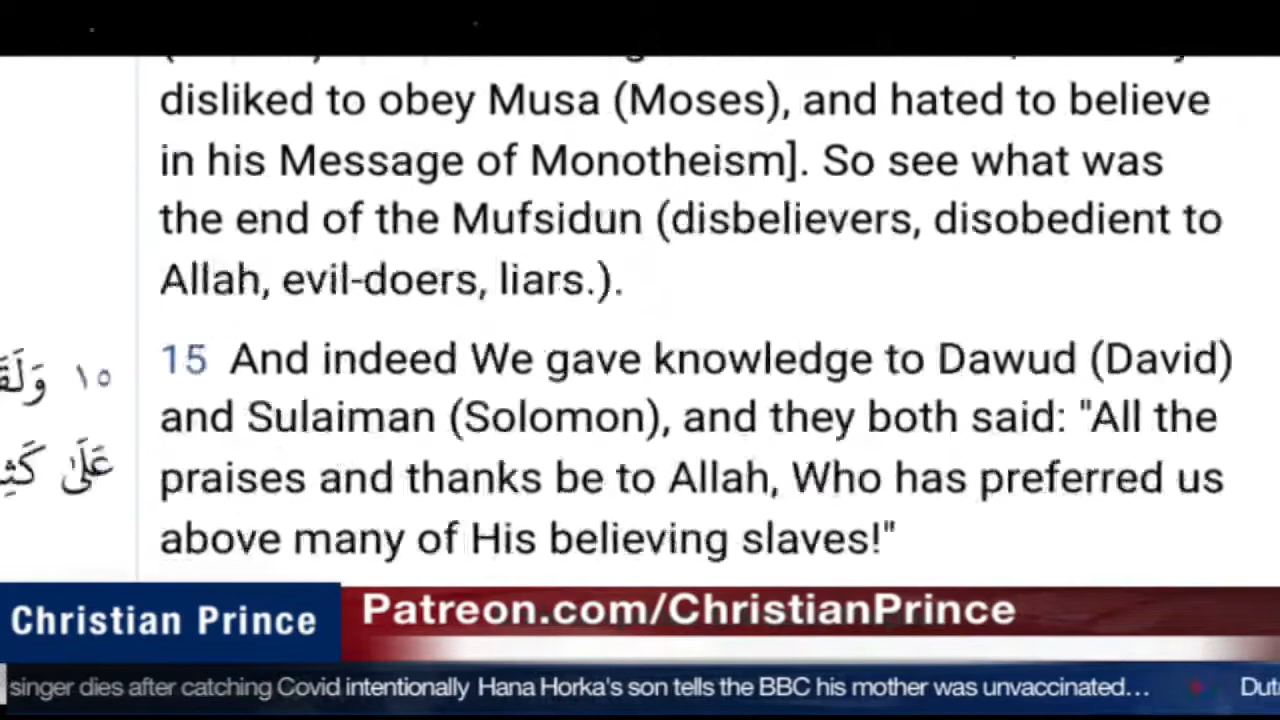 disliked to obey Musa (Moses), and hated to believe
in his Message of Monotheism]. So see what was
the end of the Mufsidun (disbelievers, disobedient to
Allah, evil-doers, liars.).
15 And indeed We gave knowledge to Dawud (David)
and Sulaiman (Solomon), and they both said: "All the
praises and thanks be to Allah, Who has preferred us
above many of His believing slaves!"
١٥
عَلَىٰ
Christian Prince
Patreon.com/ChristianPrince
singer dies after catching Covid intentionally Hana Horka's son tells the BBC his mother was unvaccinated…